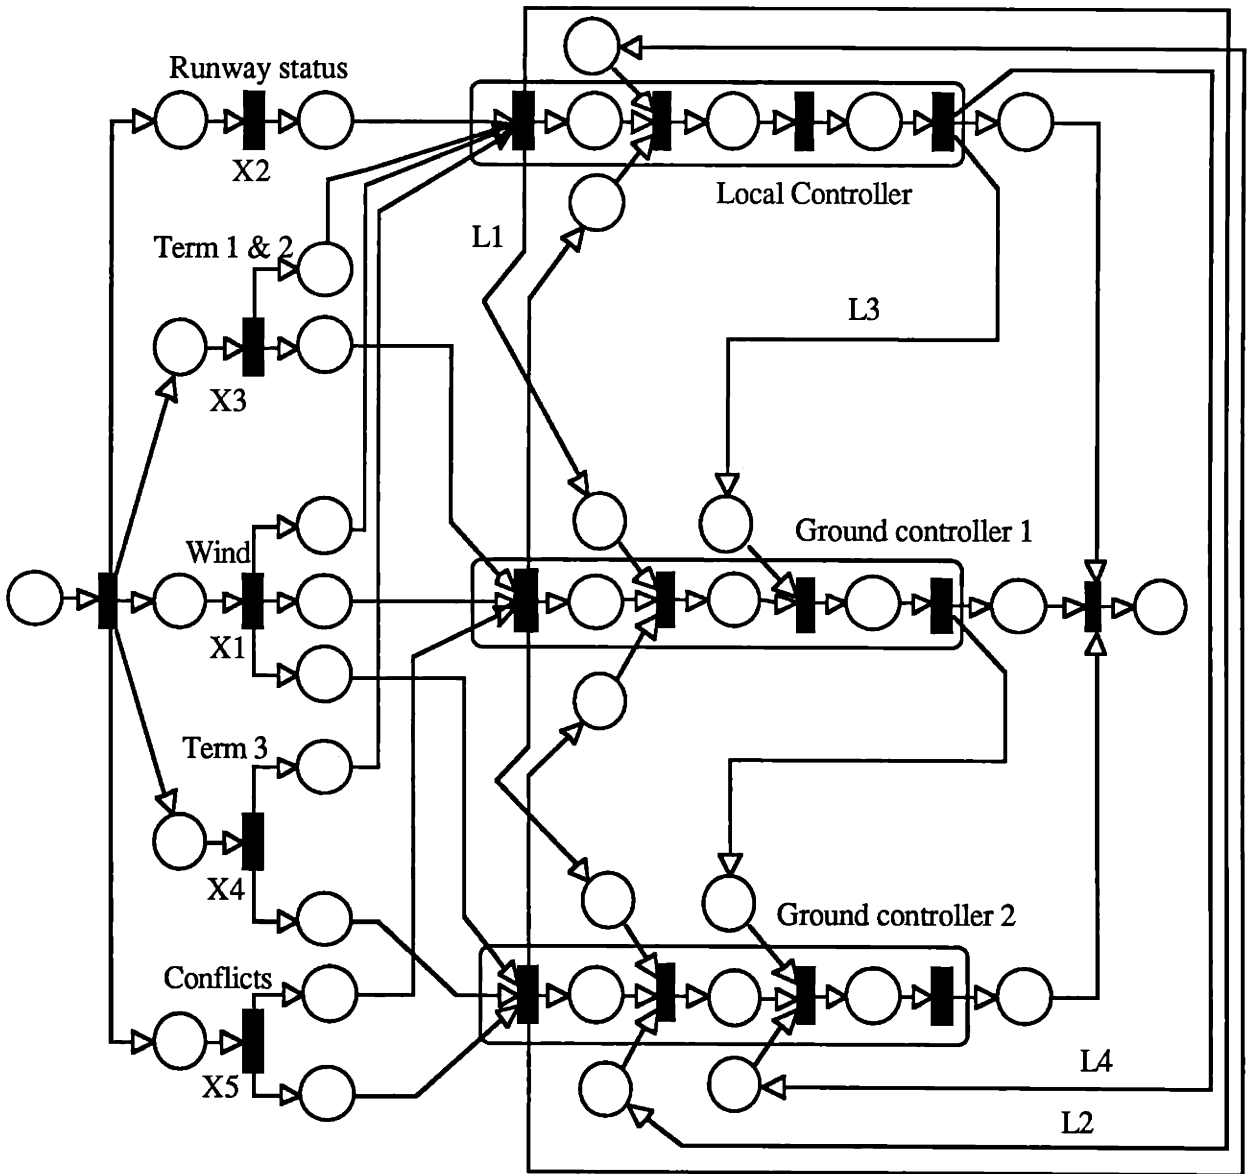 Runway status
X2
Local Controller
Term 1 & 2
L1
L3
X3
Ground controller 1
Wind
X1
Term 3
X4
Ground controller 2
Conflicts
X5
L4
L2